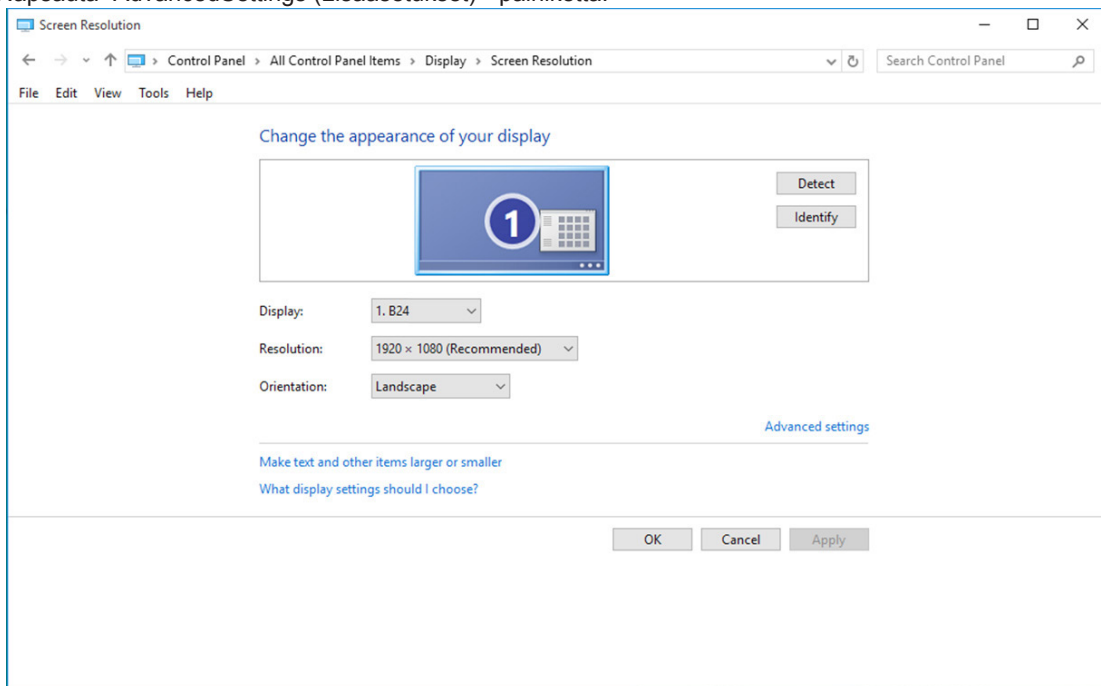 Screen Resolution
Control Panel > All Control Panel Items > Display > Screen Resolution
Search Control Panel
File Edit View Tools Help
Change the appearance of your display
1
Detect
Identify
Display: 1. B24
Resolution: 1920 × 1080 (Recommended)
Orientation: Landscape
Advanced settings
Make text and other items larger or smaller
What display settings should I choose?
OK Cancel Apply